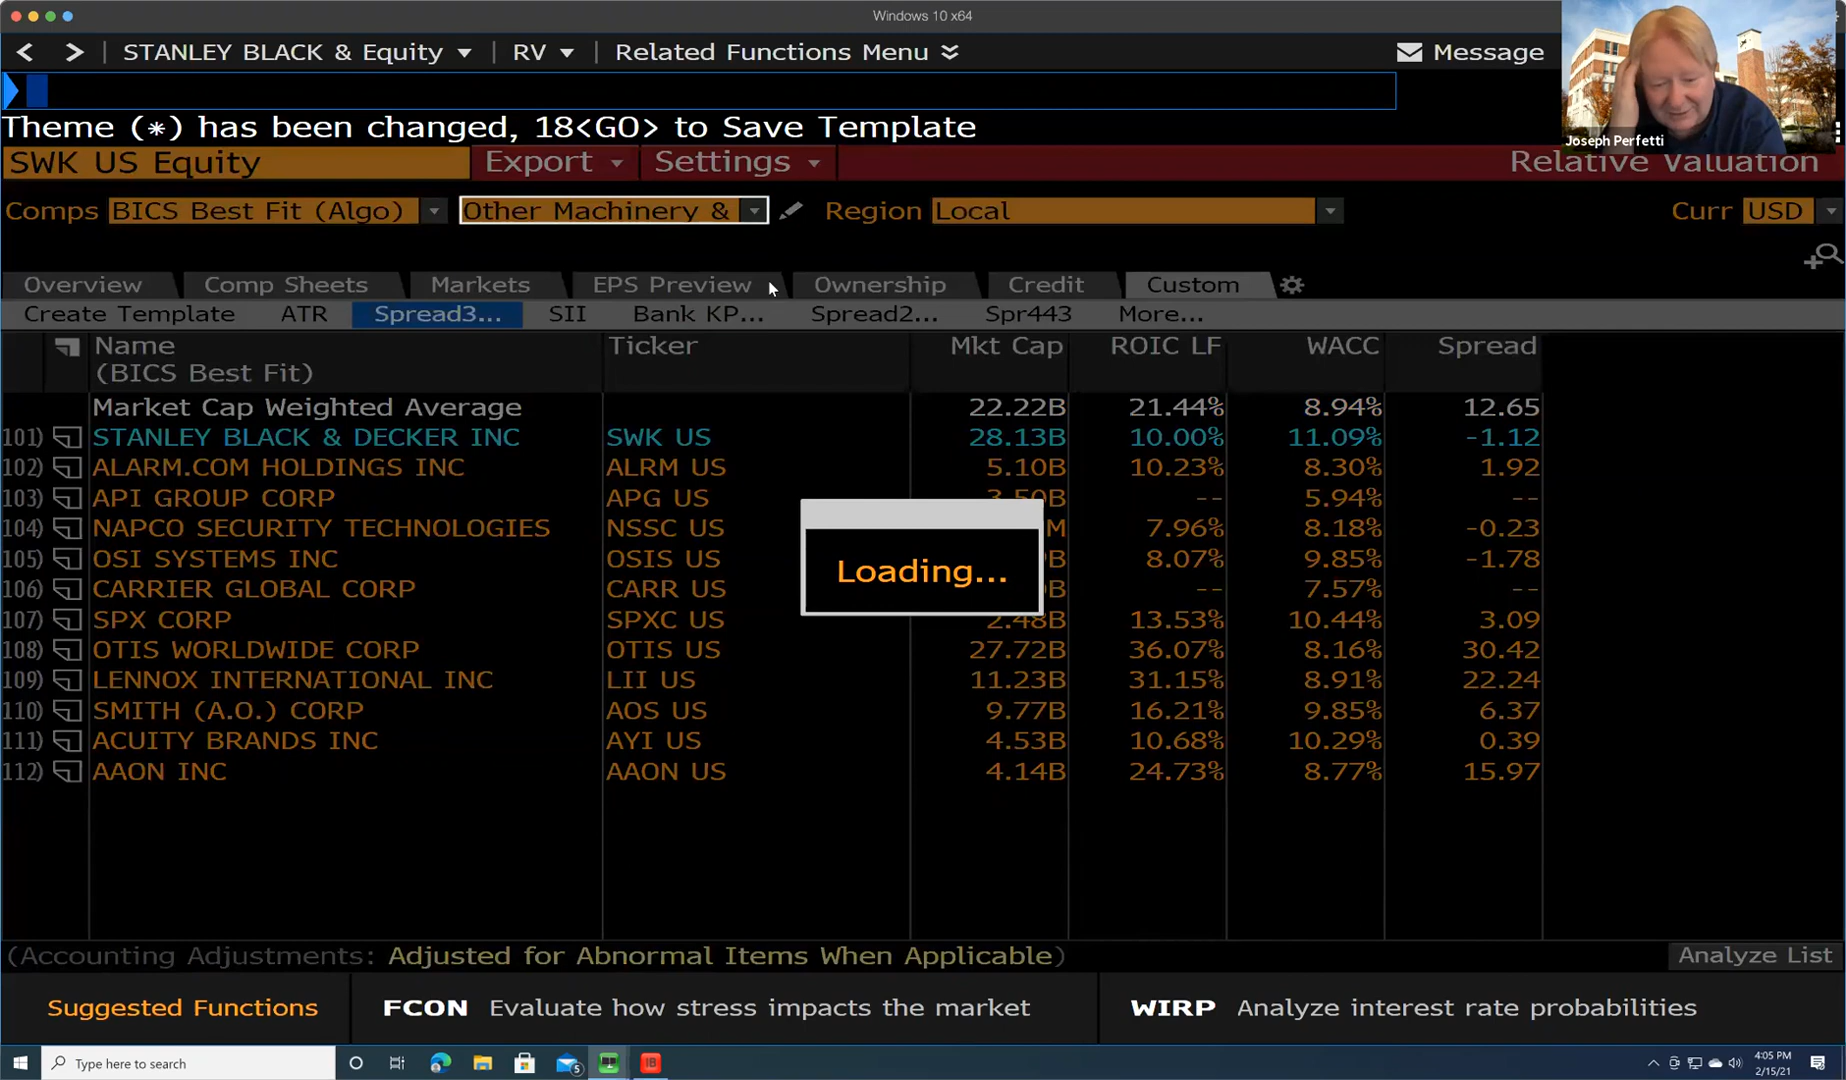 Windows 10 x64
< > STANLEY BLACK & Equity RV Related Functions Menu Message
Theme (*) has been changed, 18<GO> to Save Template
Joseph Perfetti
SWK US Equity Export Settings Relative Valuation
Comps BICS Best Fit (Algo) Other Machinery & Region Local Curr USD
Overview Comp Sheets Markets EPS Preview Ownership Credit Custom
Create Template ATR Spread3... SII Bank KP... Spread2... Spr443 More...
Name Ticker Mkt Cap ROIC LF WACC Spread
(BICS Best Fit)
Market Cap Weighted Average 22.22B 21.44% 8.94% 12.65
101) STANLEY BLACK & DECKER INC SWK US 28.13B 10.00% 11.09% -1.12
102) ALARM.COM HOLDINGS INC ALRM US 5.10B 10.23% 8.30% 1.92
103) API GROUP CORP APG US 3.50B -- 5.94% --
104) NAPCO SECURITY TECHNOLOGIES NSSC US M 7.96% 8.18% -0.23
105) OSI SYSTEMS INC OSIS US B 8.07% 9.85% -1.78
106) CARRIER GLOBAL CORP CARR US B -- 7.57% --
Loading...
107) SPX CORP SPXC US 2.48B 13.53% 10.44% 3.09
108) OTIS WORLDWIDE CORP OTIS US 27.72B 36.07% 8.16% 30.42
109) LENNOX INTERNATIONAL INC LII US 11.23B 31.15% 8.91% 22.24
110) SMITH (A.O.) CORP AOS US 9.77B 16.21% 9.85% 6.37
111) ACUITY BRANDS INC AYI US 4.53B 10.68% 10.29% 0.39
112) AAON INC AAON US 4.14B 24.73% 8.77% 15.97
(Accounting Adjustments: Adjusted for Abnormal Items When Applicable) Analyze List
Suggested Functions FCON Evaluate how stress impacts the market WIRP Analyze interest rate probabilities
Type here to search 5 IB 4:05 PM
2/15/21